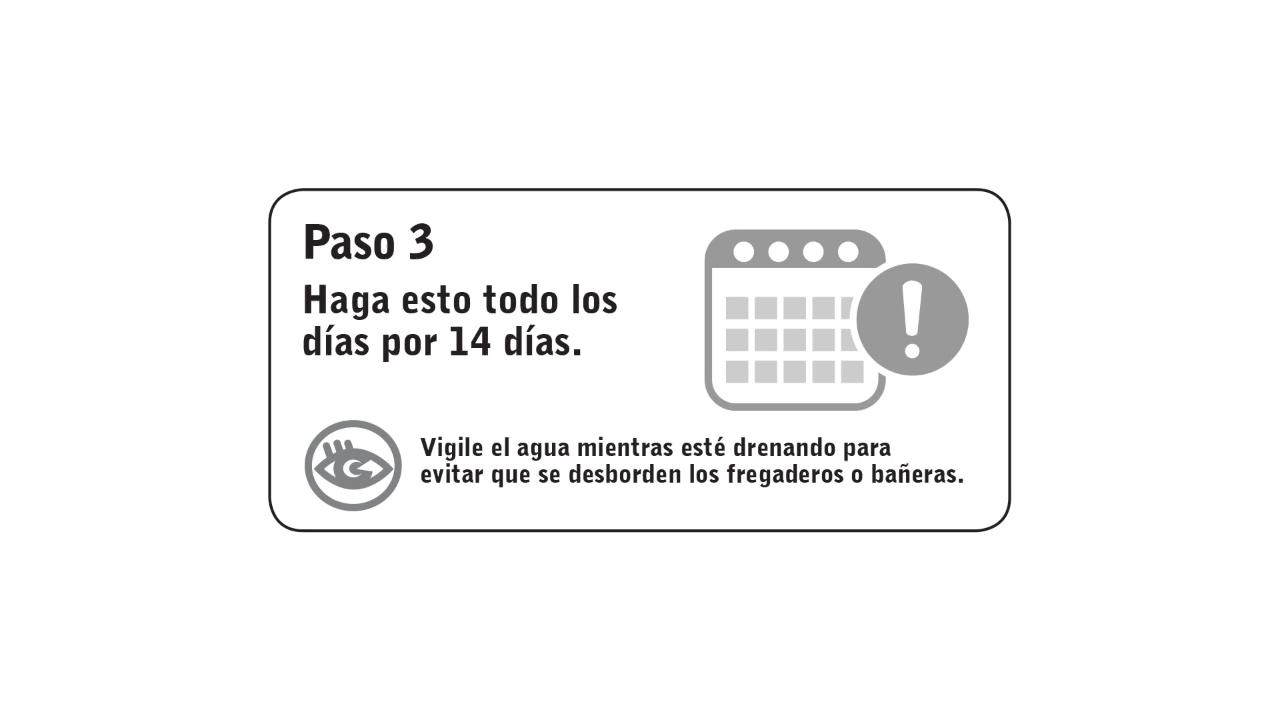 Paso 3
Haga esto todo los
días por 14 días.
Vigile el agua mientras esté drenando para
evitar que se desborden los fregaderos o bañeras.